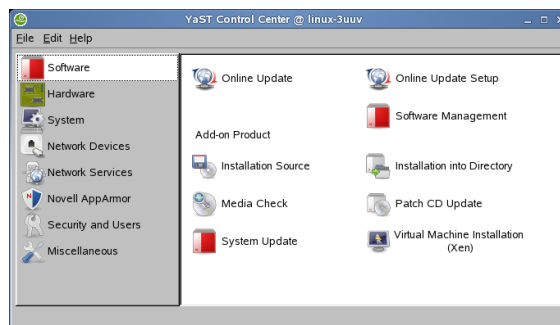 YaST Control Center @ linux-3uuv
File Edit Help
Software
Hardware
System
Network Devices
Network Services
Novell AppArmor
Security and Users
Miscellaneous
Online Update
Online Update Setup
Software Management
Add-on Product
Installation Source
Installation into Directory
Media Check
Patch CD Update
System Update
Virtual Machine Installation
(Xen)